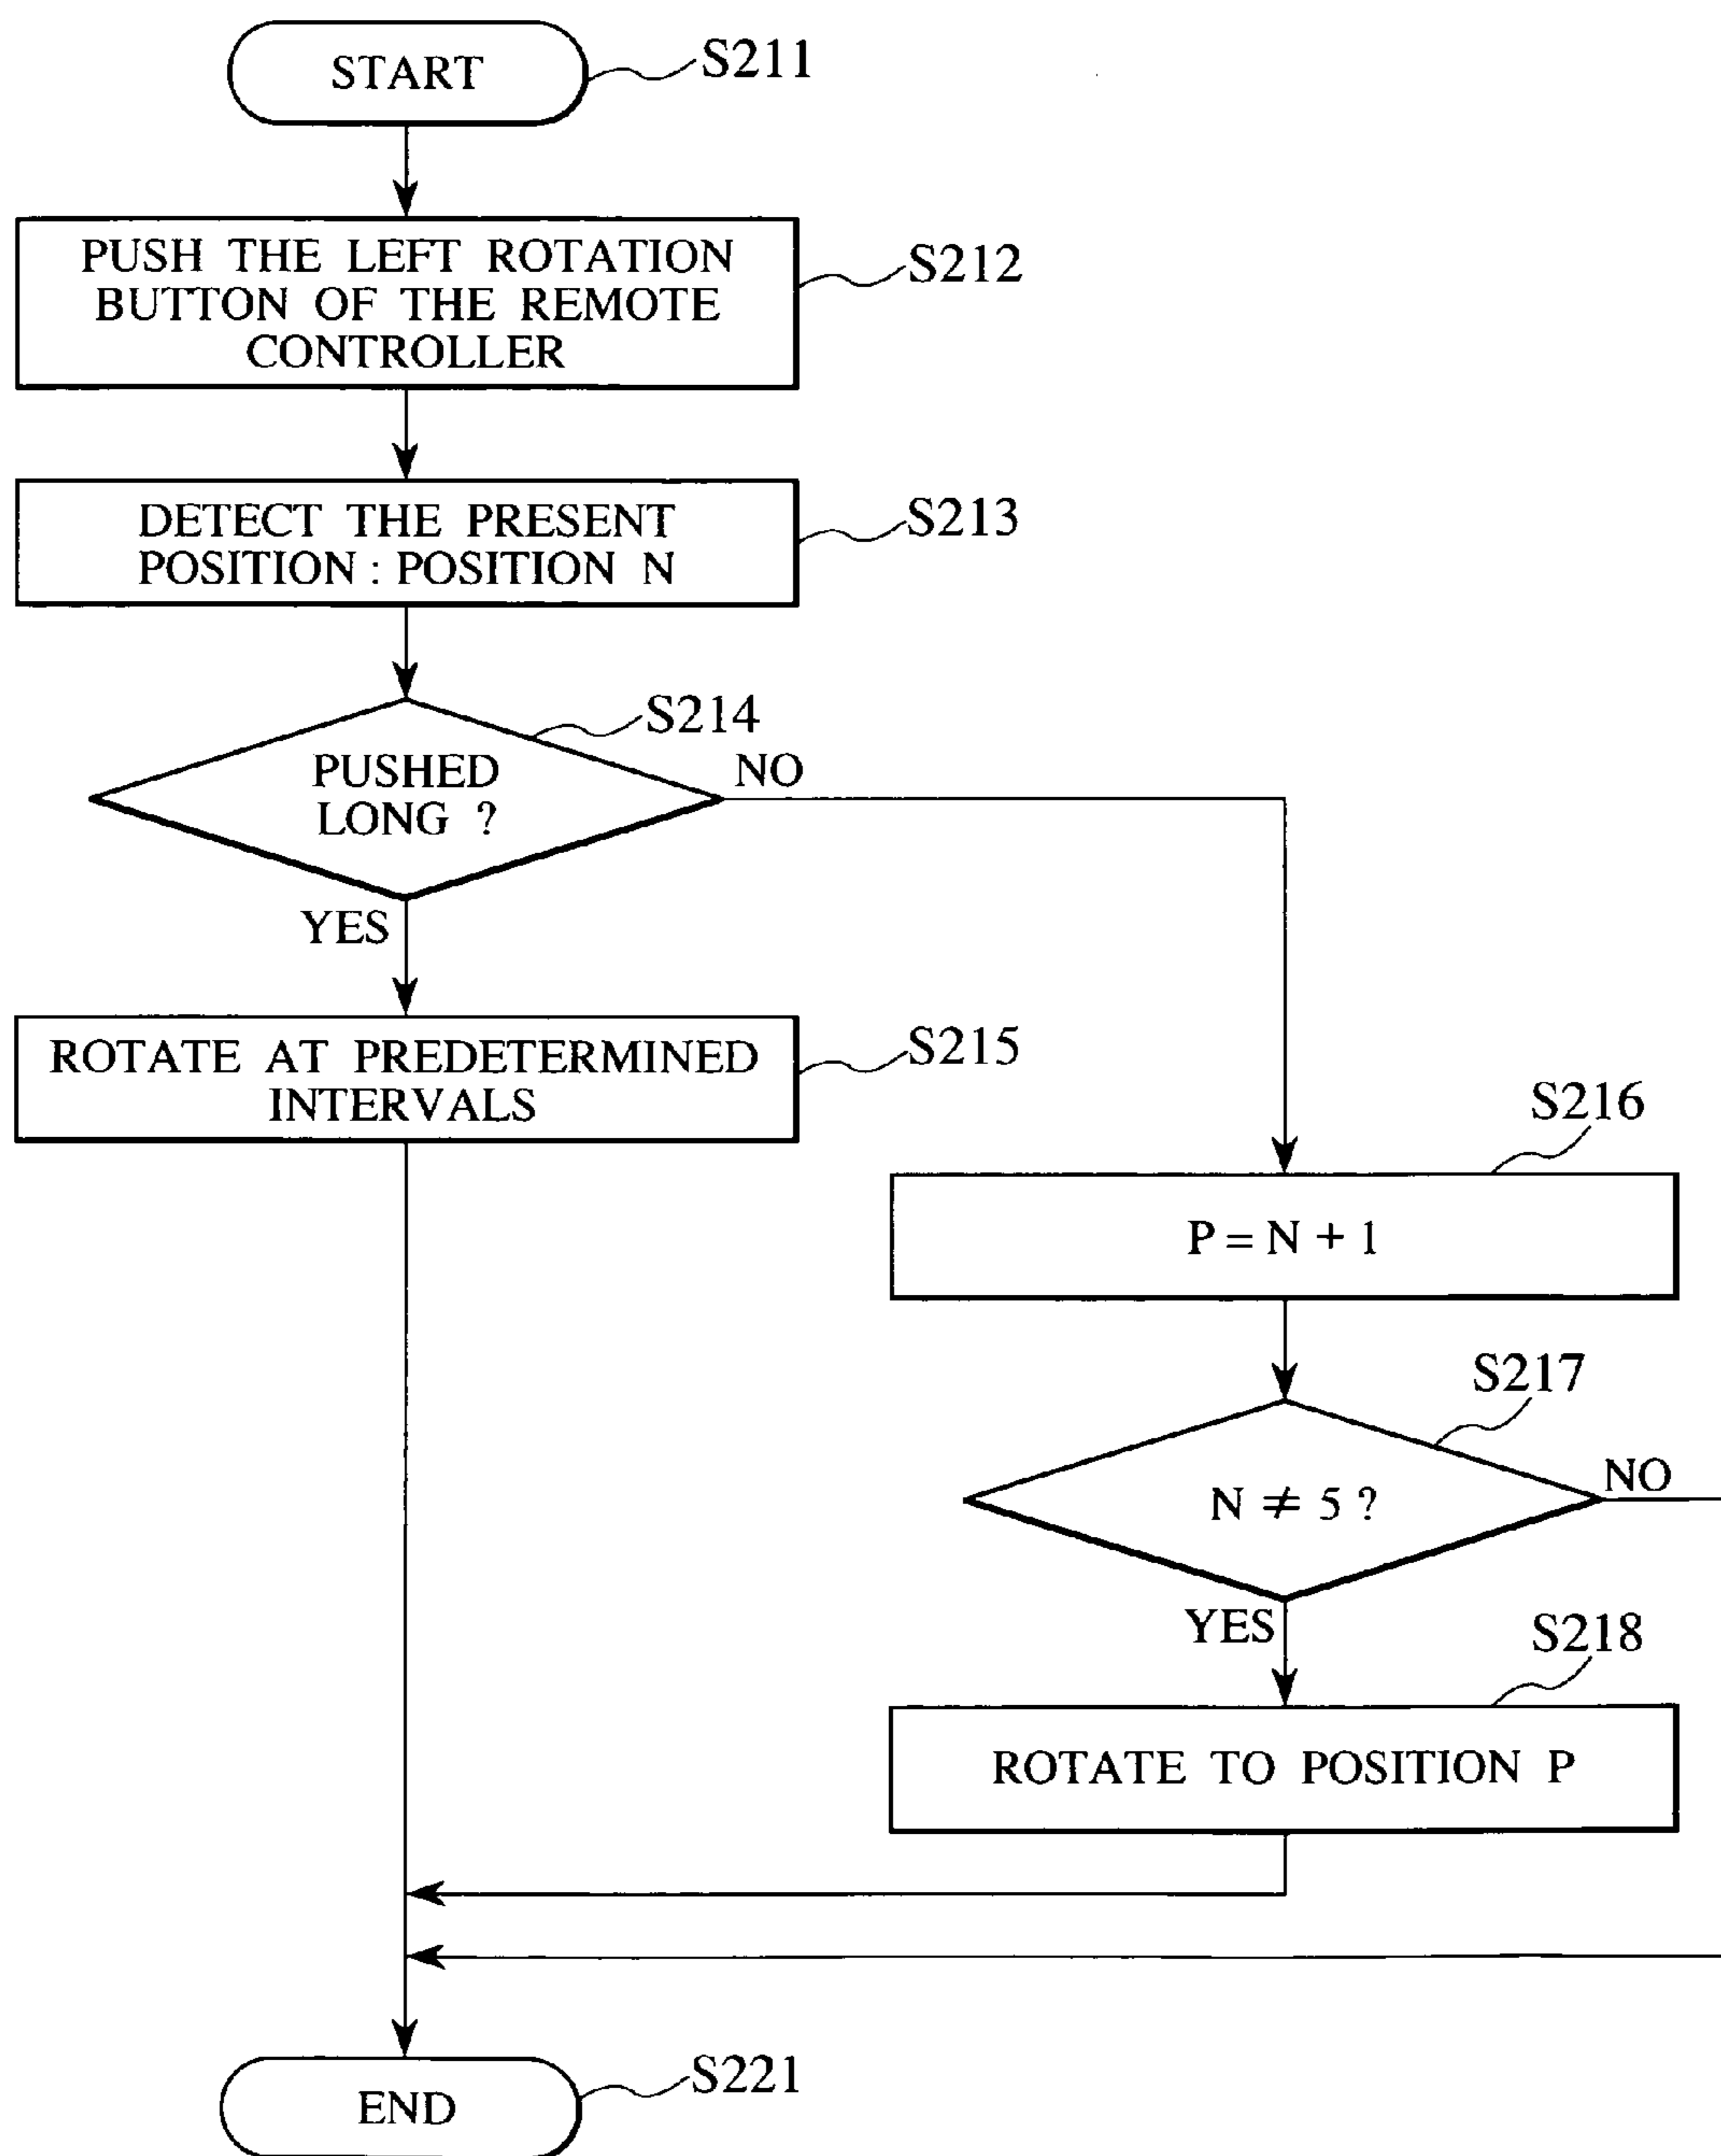 START
S211
PUSH THE LEFT ROTATION
BUTTON OF THE REMOTE
CONTROLLER
S212
DETECT THE PRESENT
POSITION : POSITION N
S213
S214
PUSHED
LONG ?
NO
YES
ROTATE AT PREDETERMINED
INTERVALS
S215
S216
P = N + 1
S217
N ≠ 5 ?
NO
YES
S218
ROTATE TO POSITION P
END
S221